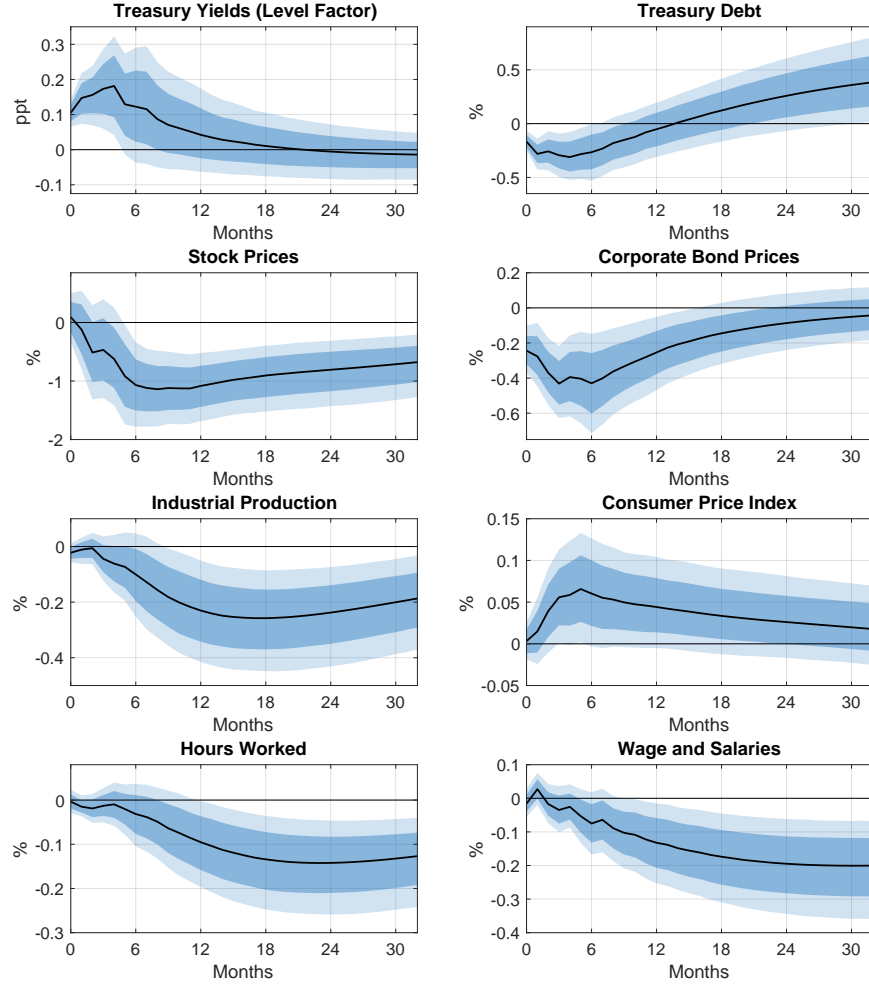 Treasury Yields (Level Factor)
0.3
0.2
0.1
0
-0.1
ppt
0 6 12 18 24 30
Months
Treasury Debt
0.5
0
-0.5
%
0 6 12 18 24 30
Months
Stock Prices
0
-1
-2
%
0 6 12 18 24 30
Months
Corporate Bond Prices
0.2
0
-0.2
-0.4
-0.6
%
0 6 12 18 24 30
Months
Industrial Production
0
-0.2
-0.4
%
0 6 12 18 24 30
Months
Consumer Price Index
0.15
0.1
0.05
0
-0.05
%
0 6 12 18 24 30
Months
Hours Worked
0
-0.1
-0.2
-0.3
%
0 6 12 18 24 30
Months
Wage and Salaries
0.1
0
-0.1
-0.2
-0.3
-0.4
%
0 6 12 18 24 30
Months